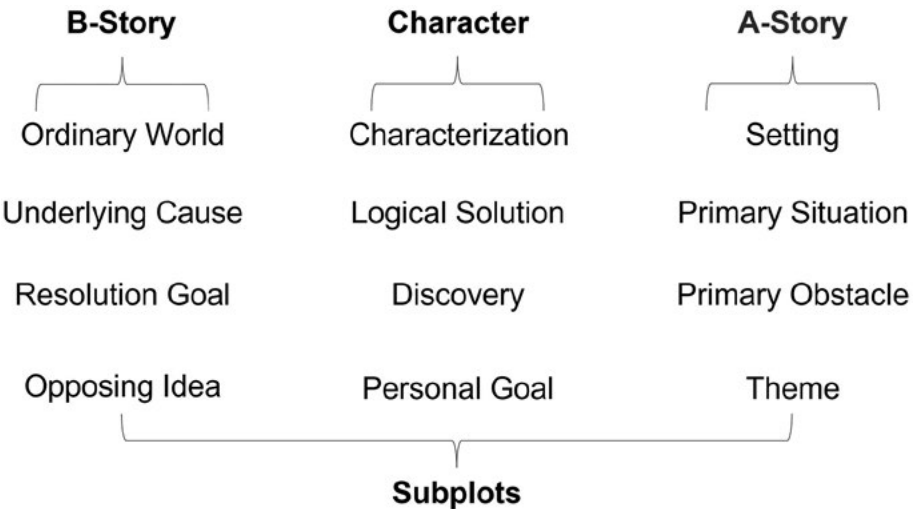 B-Story Character A-Story
Ordinary World Characterization Setting
Underlying Cause Logical Solution Primary Situation
Resolution Goal Discovery Primary Obstacle
Opposing Idea Personal Goal Theme
Subplots